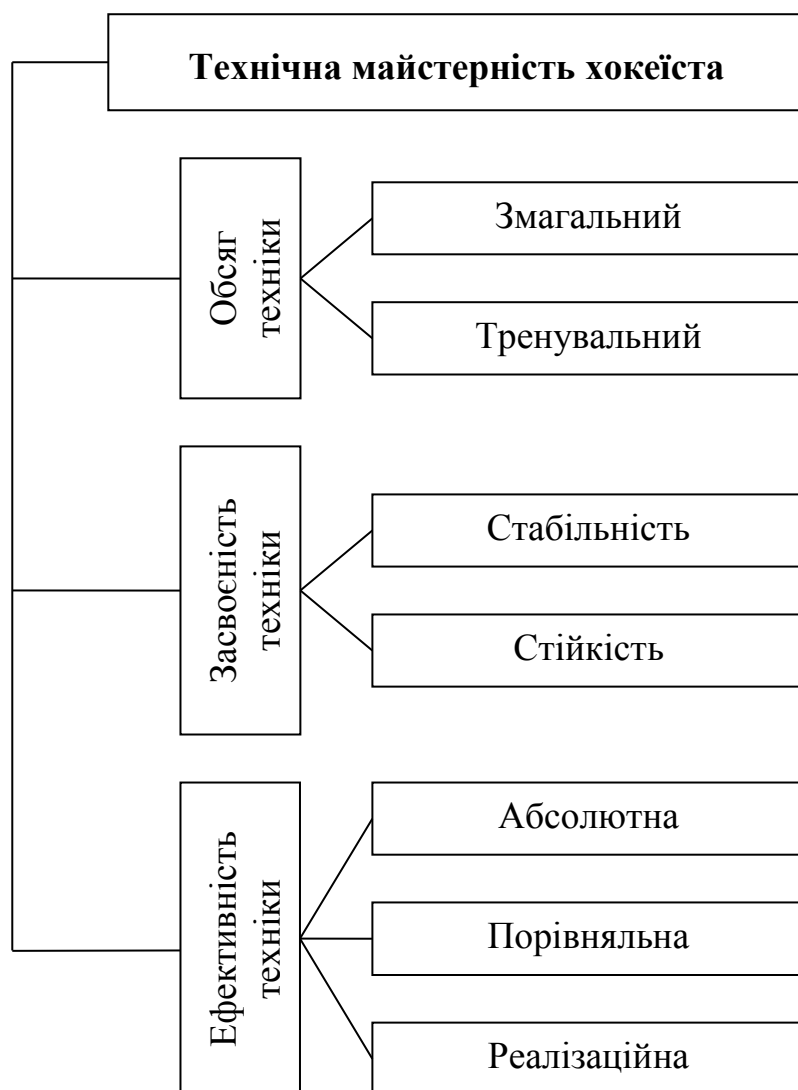 Технічна майстерність хокеїста
Обсяг
техніки
Змагальний
Тренувальний
Засвоєність
техніки
Стабільність
Стійкість
Ефективність
техніки
Абсолютна
Порівняльна
Реалізаційна